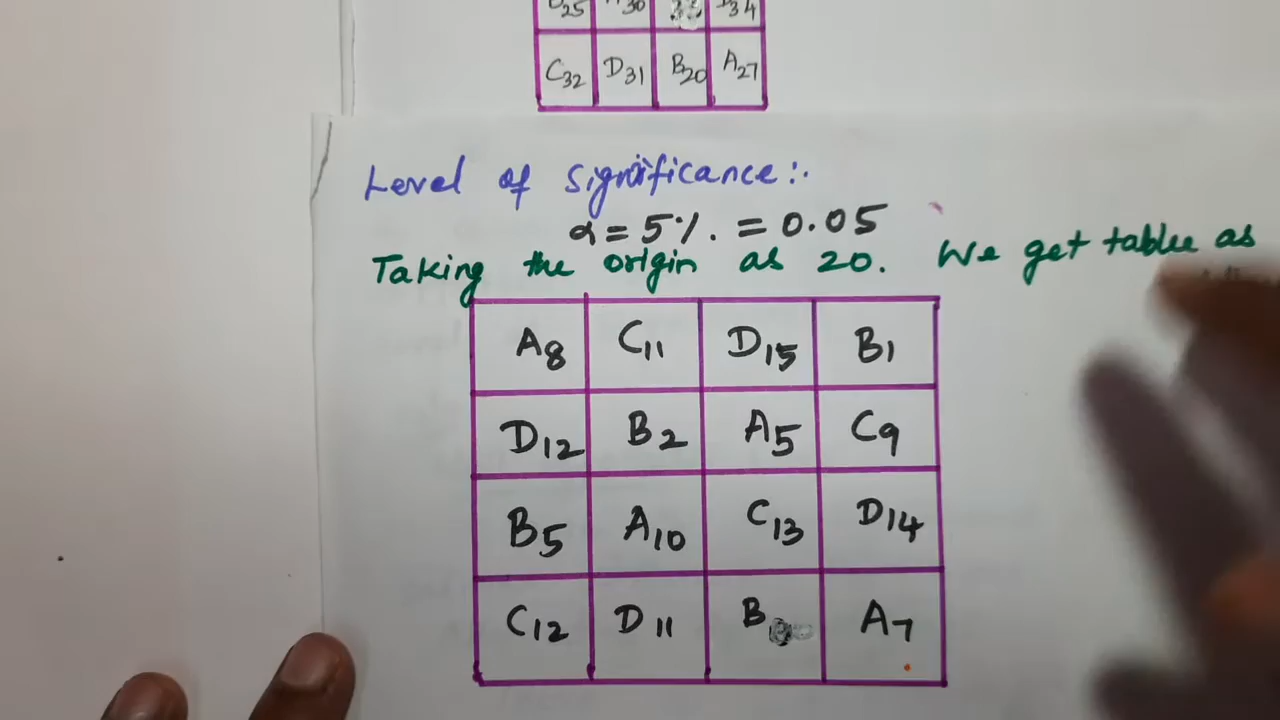 C32 D31 B20 A27
Level of significance:.
α = 5%. = 0.05
Taking the origin as 20. We get table as
A8 C11 D15 B1
D12 B2 A5 C9
B5 A10 C13 D14
C12 D11 B A7